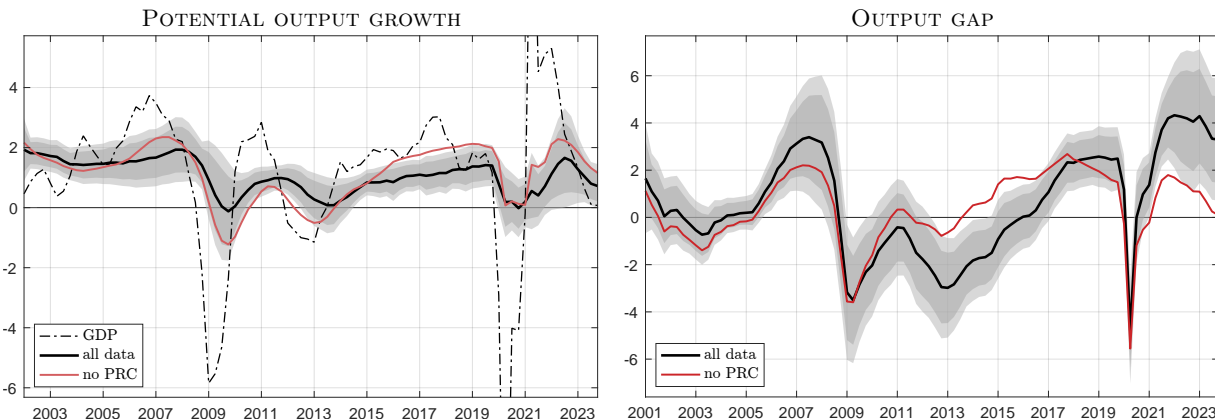 POTENTIAL OUTPUT GROWTH
4
2
0
-2
-4
-6
GDP
all data
no PRC
2003 2005 2007 2009 2011 2013 2015 2017 2019 2021 2023
OUTPUT GAP
6
4
2
0
-2
-4
-6
all data
no PRC
2001 2003 2005 2007 2009 2011 2013 2015 2017 2019 2021 2023